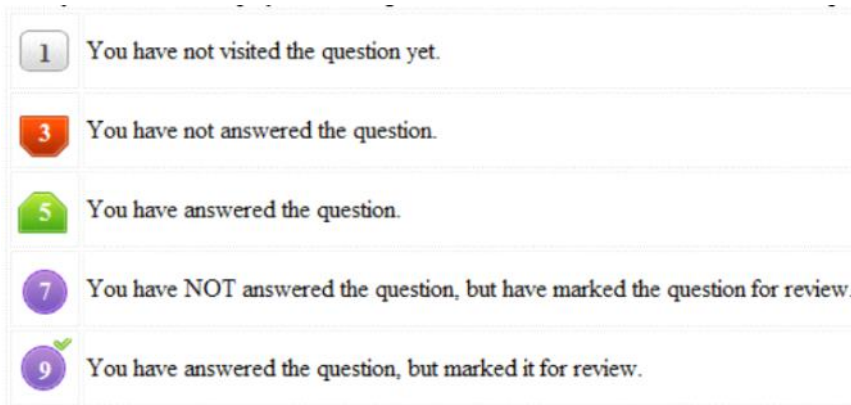 1 You have not visited the question yet.
3 You have not answered the question.
5 You have answered the question.
7 You have NOT answered the question, but have marked the question for review.
9 You have answered the question, but marked it for review.